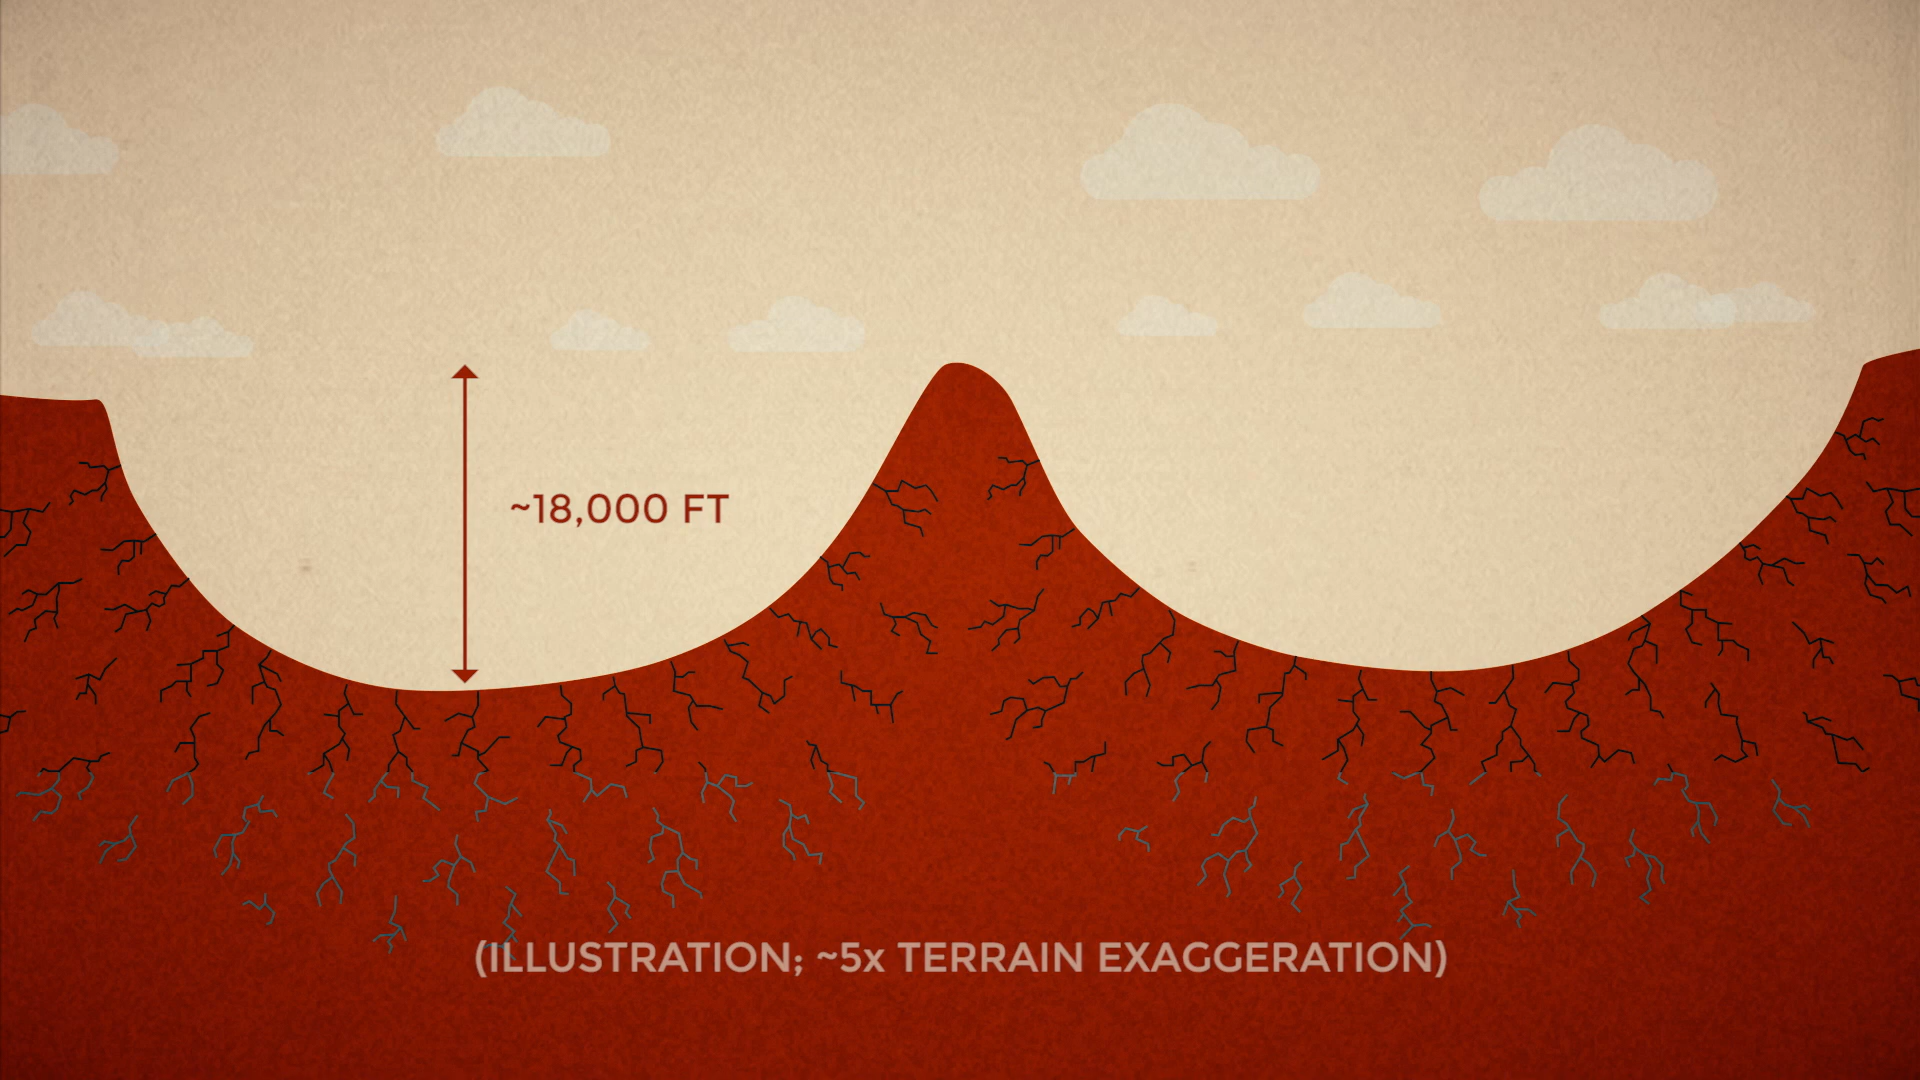 ~18,000 FT
(ILLUSTRATION; ~5x TERRAIN EXAGGERATION)